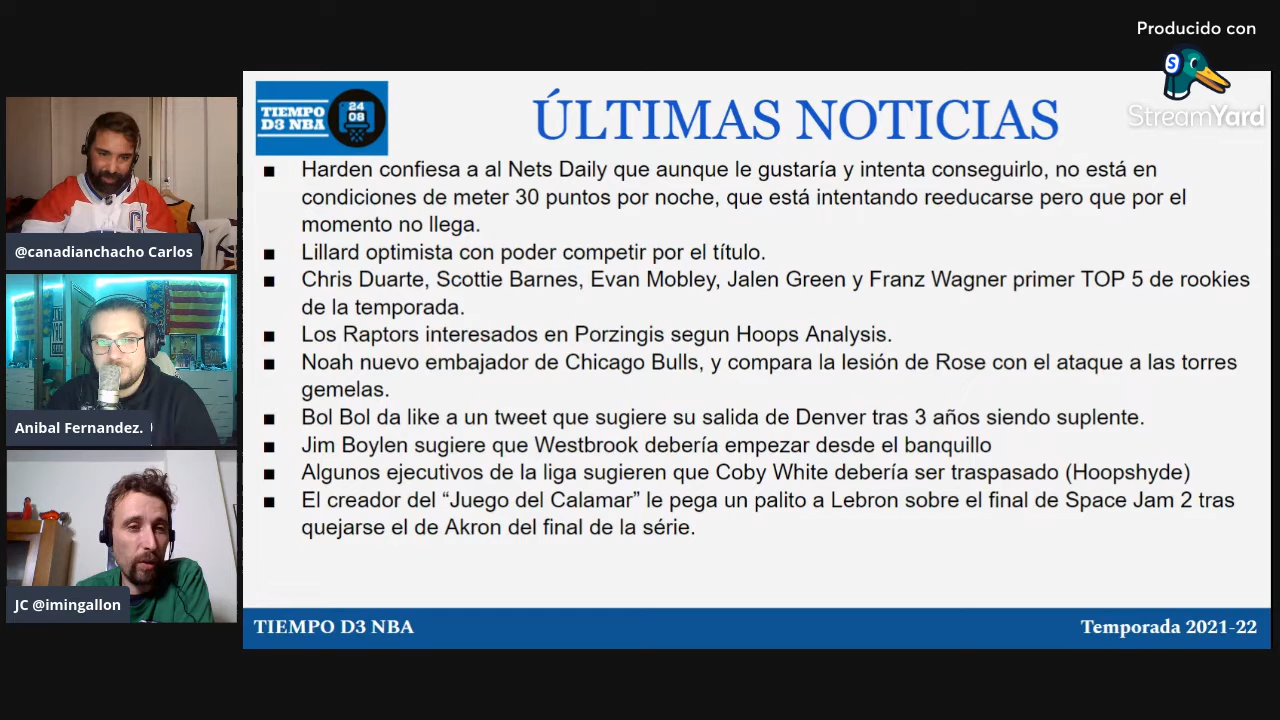 Producido con
StreamYard
TIEMPO
D3 NBA
24
08
ÚLTIMAS NOTICIAS
■ Harden confiesa a al Nets Daily que aunque le gustaría y intenta conseguirlo, no está en
condiciones de meter 30 puntos por noche, que está intentando reeducarse pero que por el
momento no llega.
■ Lillard optimista con poder competir por el título.
■ Chris Duarte, Scottie Barnes, Evan Mobley, Jalen Green y Franz Wagner primer TOP 5 de rookies
de la temporada.
■ Los Raptors interesados en Porzingis segun Hoops Analysis.
■ Noah nuevo embajador de Chicago Bulls, y compara la lesión de Rose con el ataque a las torres
gemelas.
■ Bol Bol da like a un tweet que sugiere su salida de Denver tras 3 años siendo suplente.
■ Jim Boylen sugiere que Westbrook debería empezar desde el banquillo
■ Algunos ejecutivos de la liga sugieren que Coby White debería ser traspasado (Hoopshyde)
■ El creador del “Juego del Calamar” le pega un palito a Lebron sobre el final de Space Jam 2 tras
quejarse el de Akron del final de la série.
@canadianchacho Carlos
Anibal Fernandez.
JC @imingallon
TIEMPO D3 NBA
Temporada 2021-22